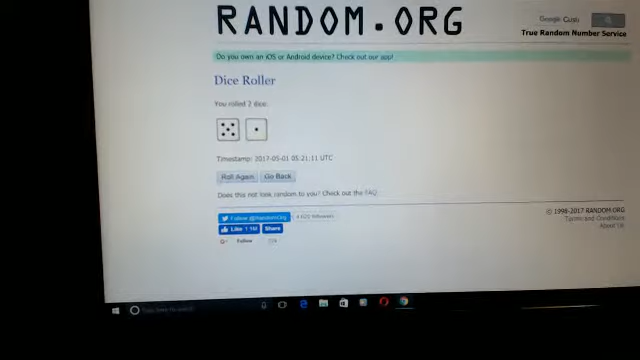 RANDOM.ORG
Google Custom
True Random Number Service
Do you own an iOS or Android device? Check out our app!
Dice Roller
You rolled 2 dice:
Timestamp: 2017-05-01 05:21:11 UTC
Roll Again
Go Back
Does this not look random to you? Check out the FAQ
Follow @RandomOrg
followers
Like
Share
G+
Follow
© 1998-2017 RANDOM.ORG
Terms and Conditions
About Us